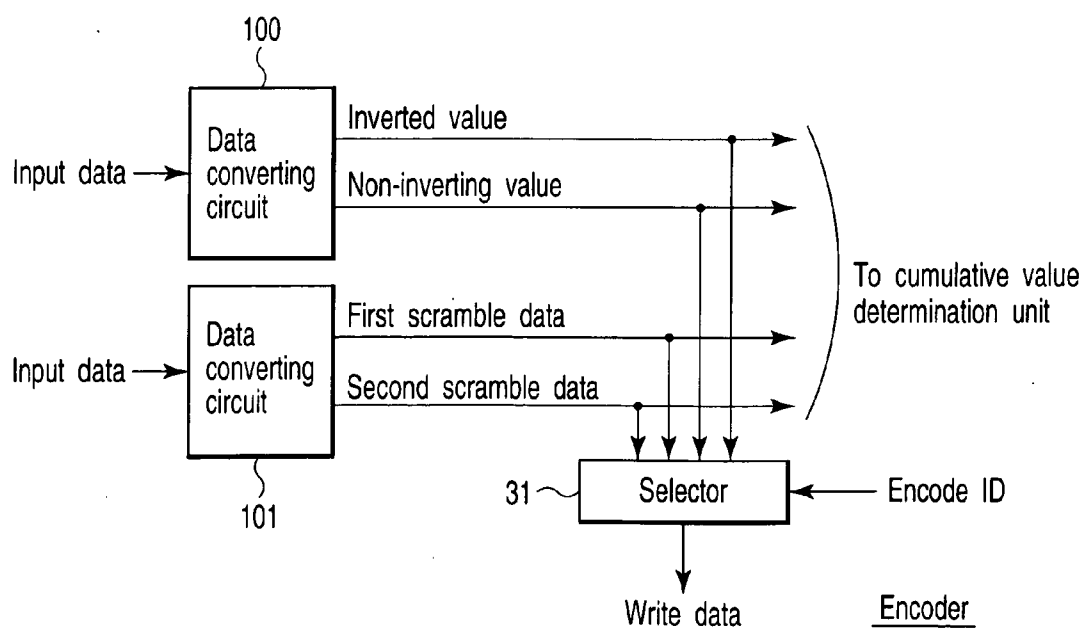 100
Input data
Data
converting
circuit
Inverted value
Non-inverting value
To cumulative value
determination unit
Input data
Data
converting
circuit
First scramble data
Second scramble data
101
31
Selector
Encode ID
Write data
Encoder